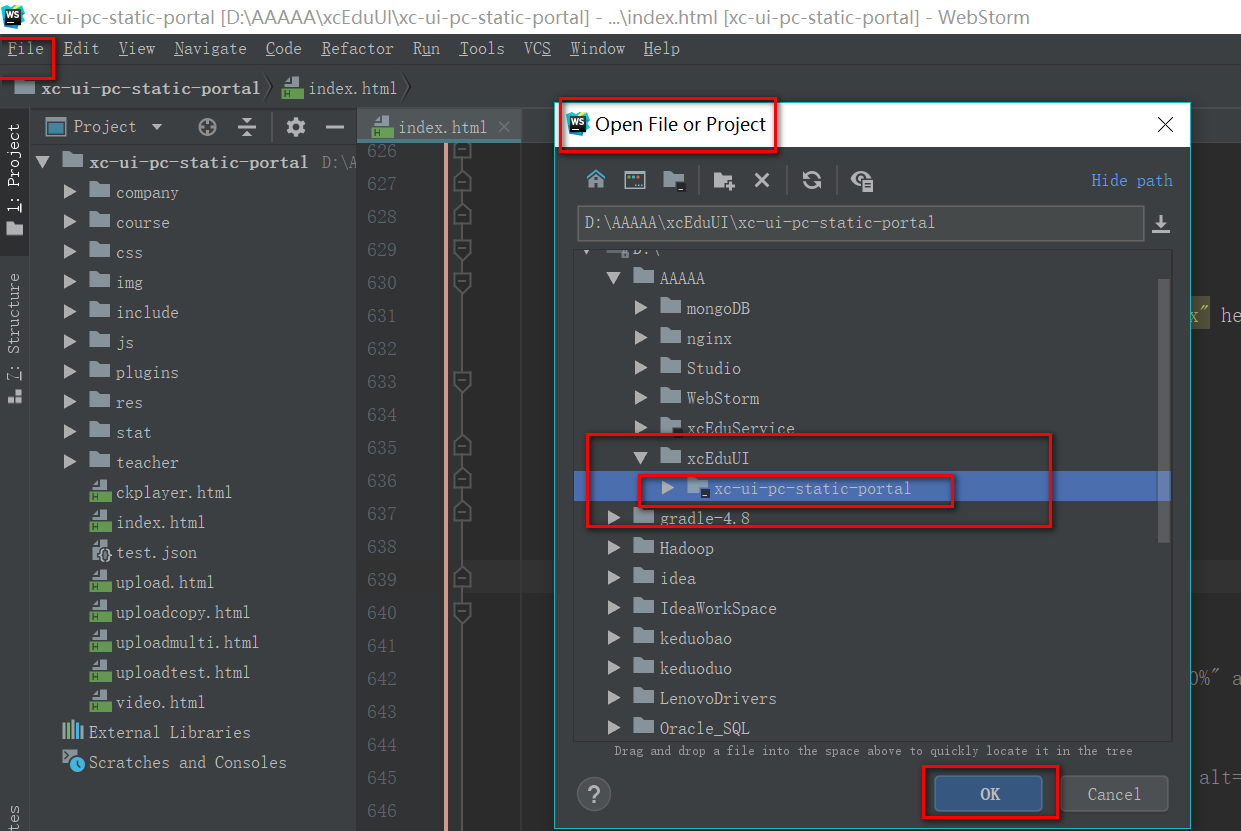 xc-ui-pc-static-portal [D:\AAAAA\xcEduUI\xc-ui-pc-static-portal] - ...\index.html [xc-ui-pc-static-portal] - WebStorm
File Edit View Navigate Code Refactor Run Tools VCS Window Help
xc-ui-pc-static-portal index.html
1: Project
Z: Structure
Project
xc-ui-pc-static-portal D:\A
company
course
css
img
include
js
plugins
res
stat
teacher
ckplayer.html
index.html
test.json
upload.html
uploadcopy.html
uploadmulti.html
uploadtest.html
video.html
External Libraries
Scratches and Consoles
index.html
626
627
628
629
630
631
632
633
634
635
636
637
638
639
640
641
642
643
644
645
646
WS Open File or Project
Hide path
D:\AAAAA\xcEduUI\xc-ui-pc-static-portal
D:\
AAAAA
mongoDB
nginx
Studio
WebStorm
xcEduService
xcEduUI
xc-ui-pc-static-portal
gradle-4.8
Hadoop
idea
IdeaWorkSpace
keduobao
keduoduo
LenovoDrivers
Oracle_SQL
Drag and drop a file into the space above to quickly locate it in the tree
? OK Cancel
x" he
0%" a
alt=